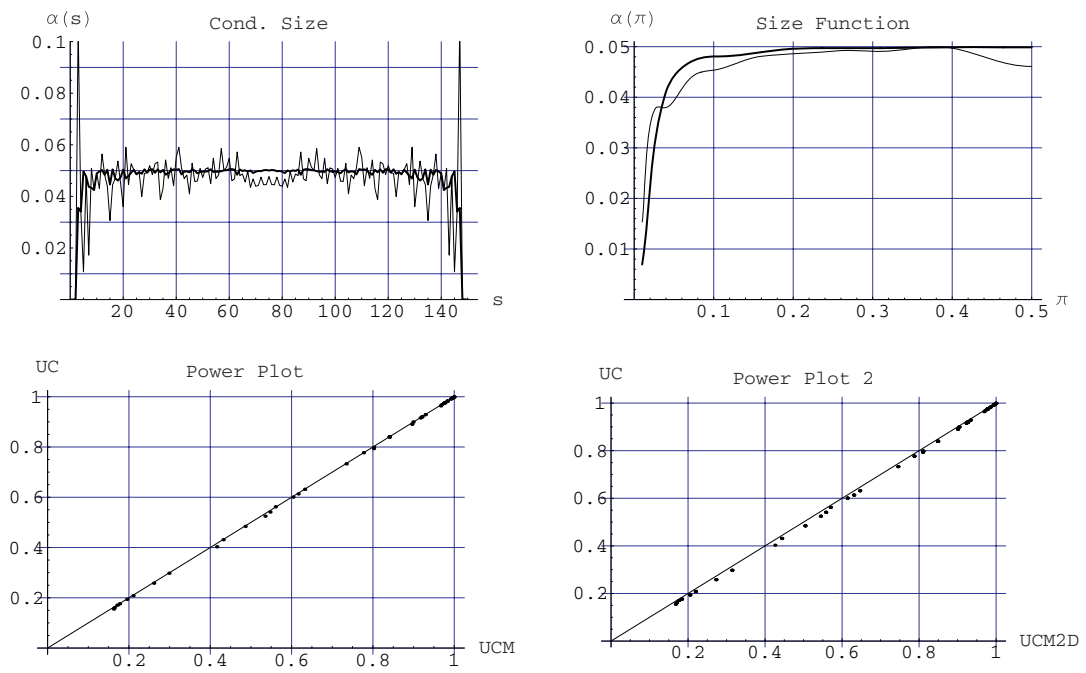 α(s)
Cond. Size
0.1
0.08
0.06
0.04
0.02
20 40 60 80 100 120 140
s
α(π)
Size Function
0.05
0.04
0.03
0.02
0.01
0.1 0.2 0.3 0.4 0.5
π
UC
Power Plot
1
0.8
0.6
0.4
0.2
0.2 0.4 0.6 0.8 1
UCM
UC
Power Plot 2
1
0.8
0.6
0.4
0.2
0.2 0.4 0.6 0.8 1
UCM2D